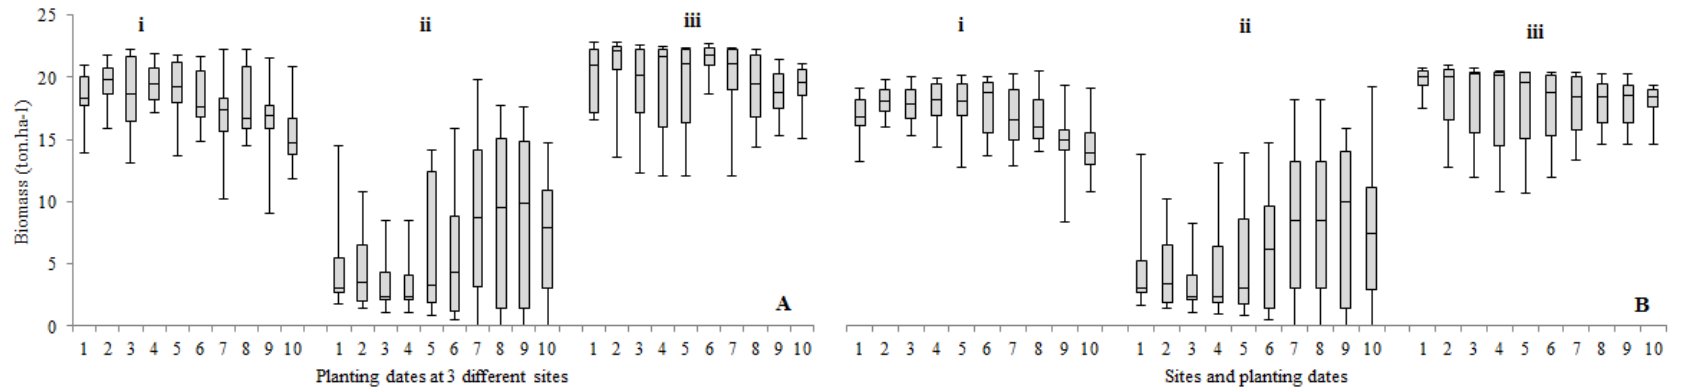 25
20
15
10
5
0
Biomass (ton.ha-1)
i
ii
iii
A
1 2 3 4 5 6 7 8 9 10
1 2 3 4 5 6 7 8 9 10
1 2 3 4 5 6 7 8 9 10
Planting dates at 3 different sites
i
ii
iii
B
1 2 3 4 5 6 7 8 9 10
1 2 3 4 5 6 7 8 9 10
1 2 3 4 5 6 7 8 9 10
Sites and planting dates